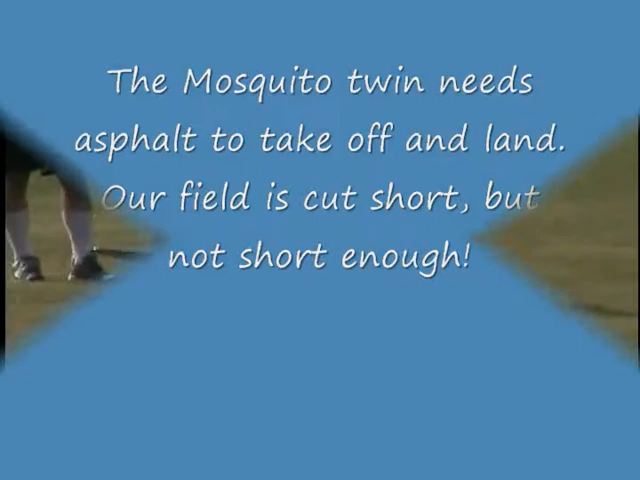 The Mosquito twin needs
asphalt to take off and land.
Our field is cut short, but
not short enough!